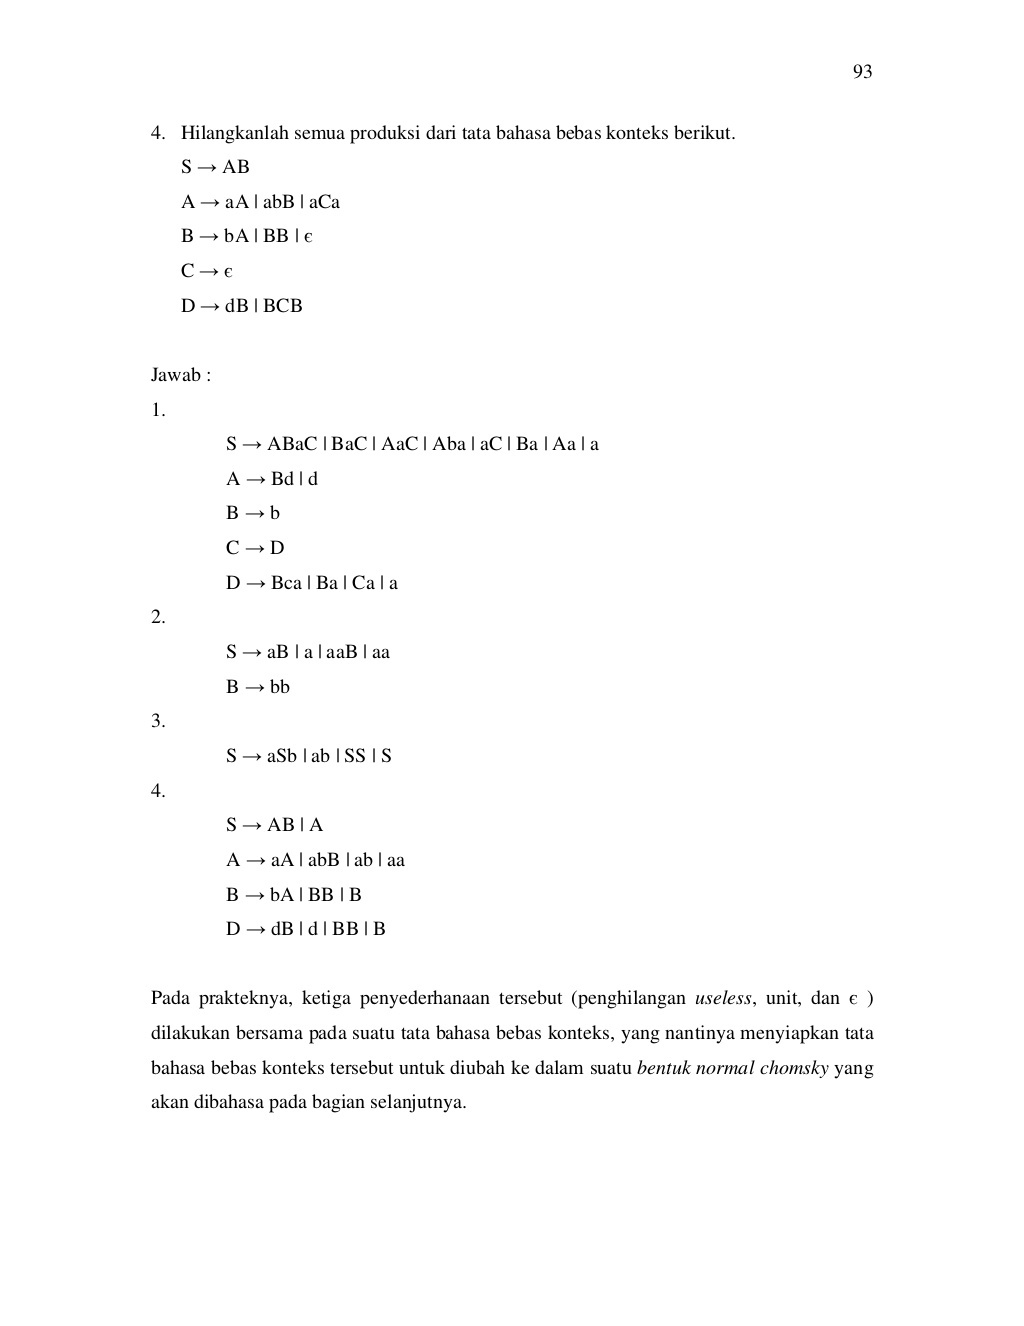 93
4. Hilangkanlah semua produksi dari tata bahasa bebas konteks berikut.
S → AB
A → aA | abB | aCa
B → bA | BB | є
C → є
D → dB | BCB
Jawab :
1.
S → ABaC | BaC | AaC | Aba | aC | Ba | Aa | a
A → Bd | d
B → b
C → D
D → Bca | Ba | Ca | a
2.
S → aB | a | aaB | aa
B → bb
3.
S → aSb | ab | SS | S
4.
S → AB | A
A → aA | abB | ab | aa
B → bA | BB | B
D → dB | d | BB | B
Pada prakteknya, ketiga penyederhanaan tersebut (penghilangan useless, unit, dan є )
dilakukan bersama pada suatu tata bahasa bebas konteks, yang nantinya menyiapkan tata
bahasa bebas konteks tersebut untuk diubah ke dalam suatu bentuk normal chomsky yang
akan dibahasa pada bagian selanjutnya.